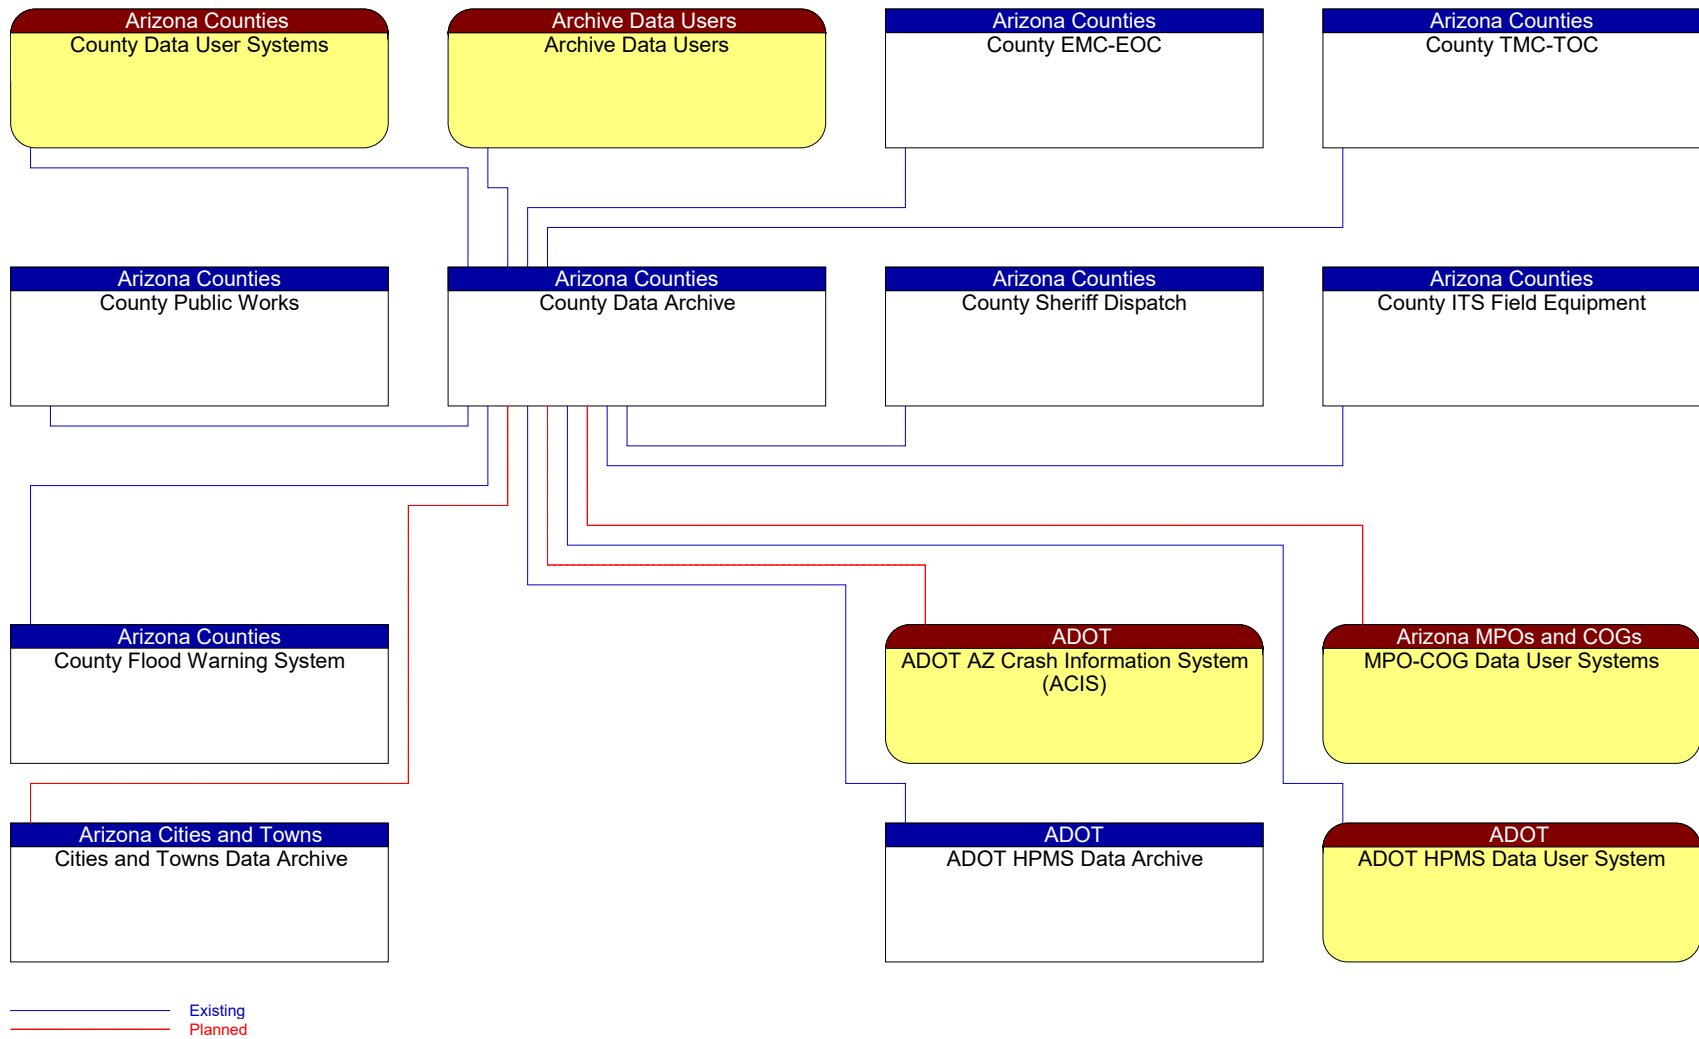 Arizona Counties
County Data User Systems
Archive Data Users
Archive Data Users
Arizona Counties
County EMC-EOC
Arizona Counties
County TMC-TOC
Arizona Counties
County Public Works
Arizona Counties
County Data Archive
Arizona Counties
County Sheriff Dispatch
Arizona Counties
County ITS Field Equipment
Arizona Counties
County Flood Warning System
ADOT
ADOT AZ Crash Information System
(ACIS)
Arizona MPOs and COGs
MPO-COG Data User Systems
Arizona Cities and Towns
Cities and Towns Data Archive
ADOT
ADOT HPMS Data Archive
ADOT
ADOT HPMS Data User System
Existing
Planned